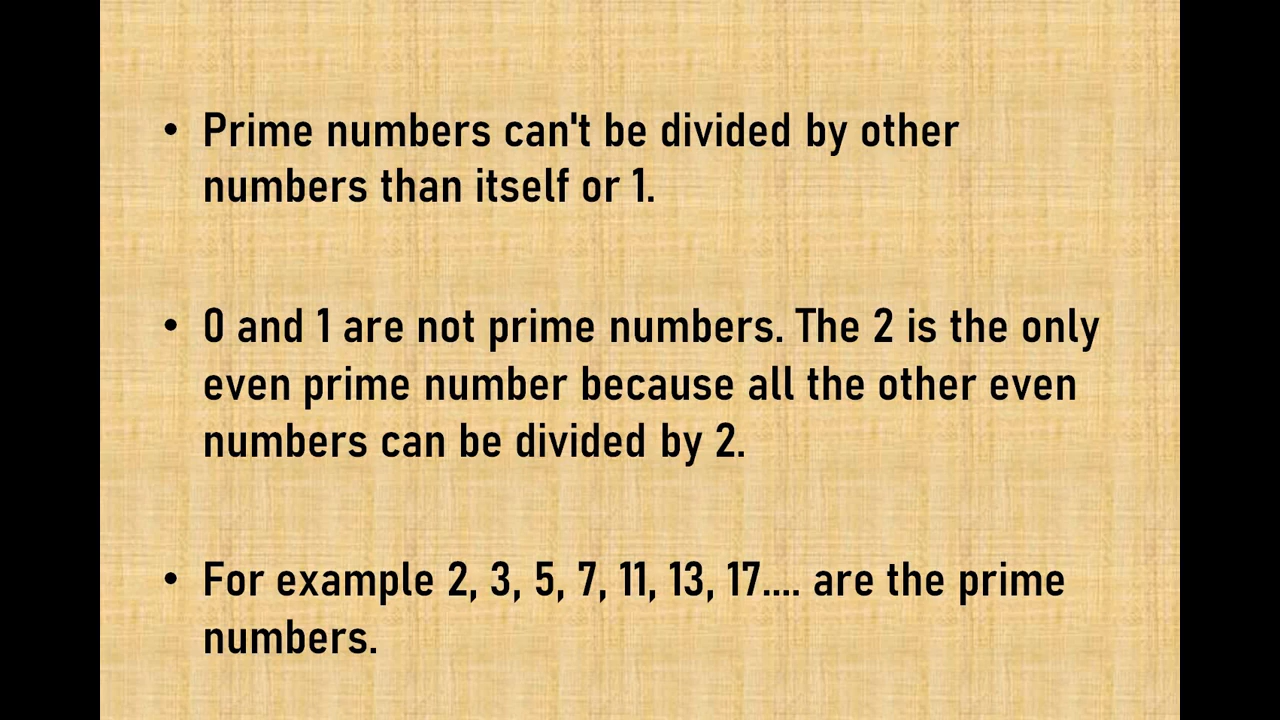 • Prime numbers can't be divided by other
numbers than itself or 1.
• 0 and 1 are not prime numbers. The 2 is the only
even prime number because all the other even
numbers can be divided by 2.
• For example 2, 3, 5, 7, 11, 13, 17.... are the prime
numbers.